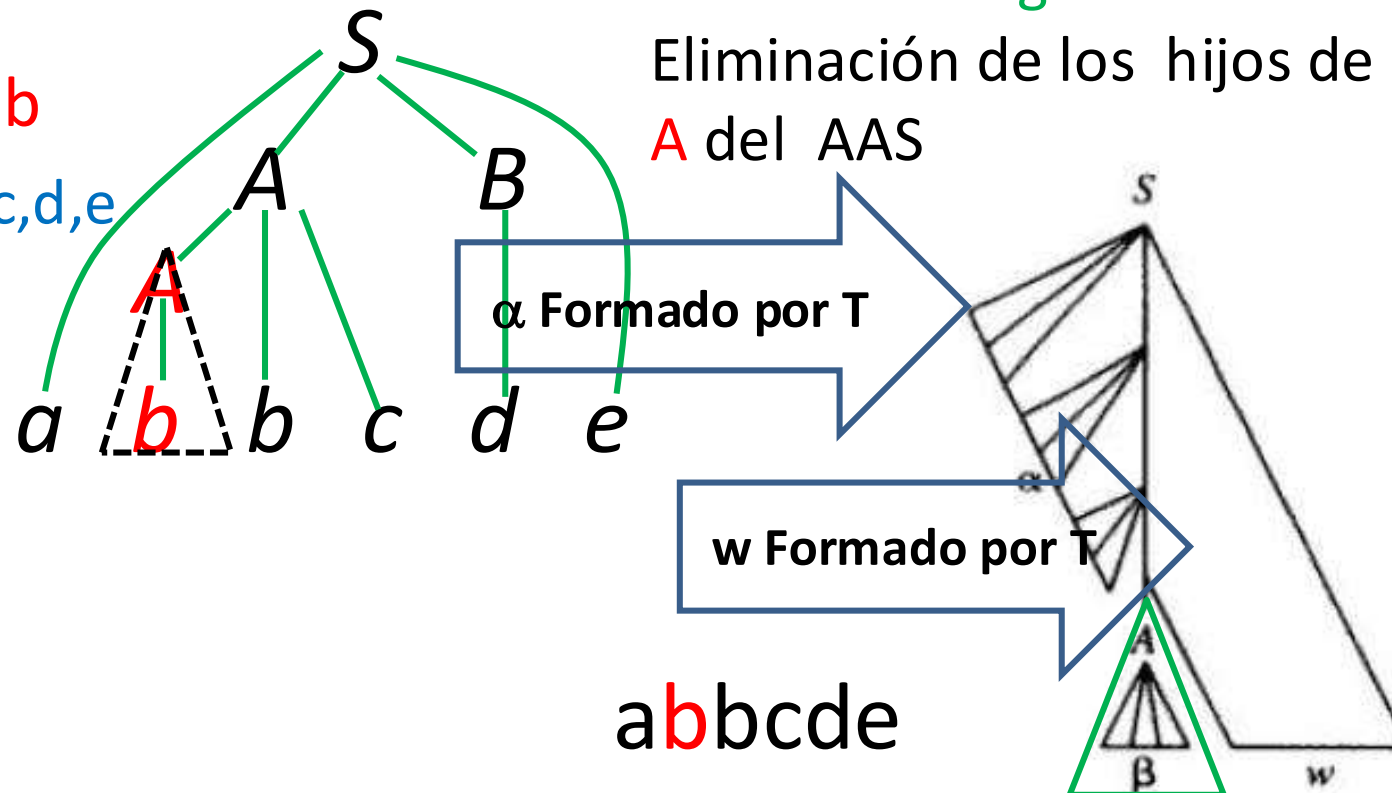 g
Eliminación de los hijos de
A del AAS
S
b
c,d,e
A B
A
a b b c d e
α Formado por T
w Formado por T
abbcde
S
α
A
β
w